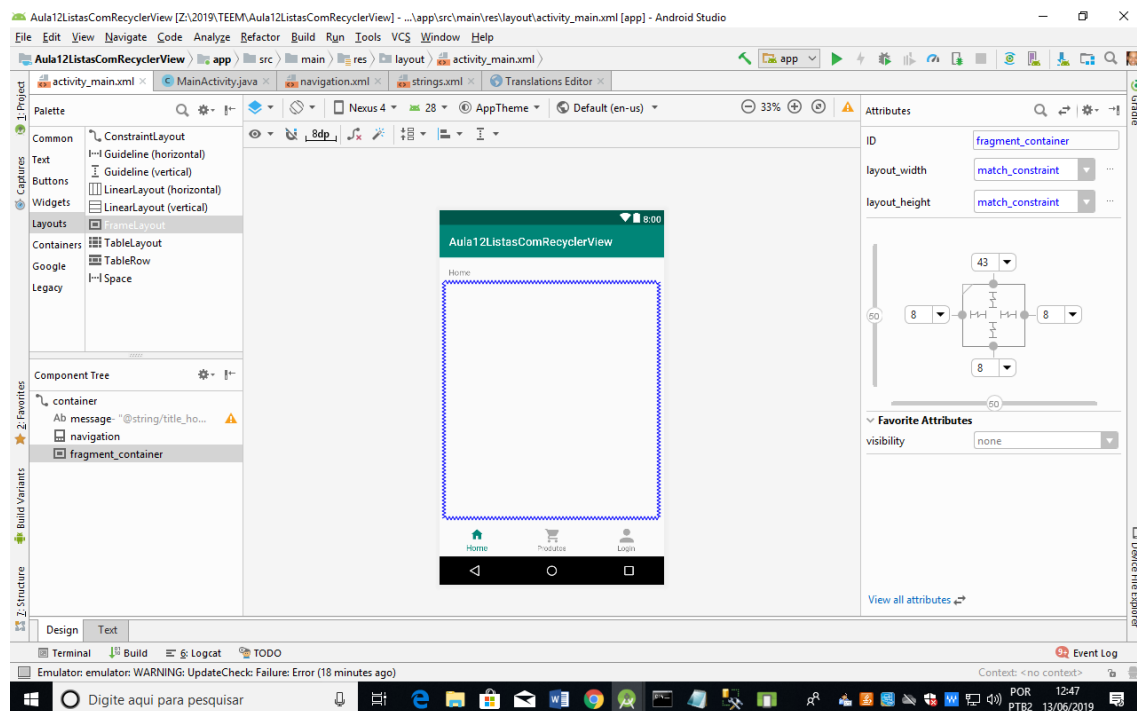 Aula12ListasComRecyclerView [Z:\2019\TEEM\Aula12ListasComRecyclerView] - ...\app\src\main\res\layout\activity_main.xml [app] - Android Studio
File Edit View Navigate Code Analyze Refactor Build Run Tools VCS Window Help
Aula12ListasComRecyclerView app src main res layout activity_main.xml
app
activity_main.xml MainActivity.java navigation.xml strings.xml Translations Editor
Palette
Nexus 4 28 AppTheme Default (en-us) 33%
Attributes
8dp
Common
Text
Buttons
Widgets
Layouts
Containers
Google
Legacy
ConstraintLayout
Guideline (horizontal)
Guideline (vertical)
LinearLayout (horizontal)
LinearLayout (vertical)
FrameLayout
TableLayout
TableRow
Space
Component Tree
container
Ab message- "@string/title_ho...
navigation
fragment_container
8:00
Aula12ListasComRecyclerView
Home
Home Produtos Login
ID fragment_container
layout_width match_constraint
layout_height match_constraint
43
50 8 8
8
50
Favorite Attributes
visibility none
View all attributes
1: Project
Captures
2: Favorites
Build Variants
7: Structure
Gradle
Device File Explorer
Design Text
Terminal Build 6: Logcat TODO
9+ Event Log
Emulator: emulator: WARNING: UpdateCheck: Failure: Error (18 minutes ago)
Context: <no context>
Digite aqui para pesquisar
POR
PTB2
12:47
13/06/2019